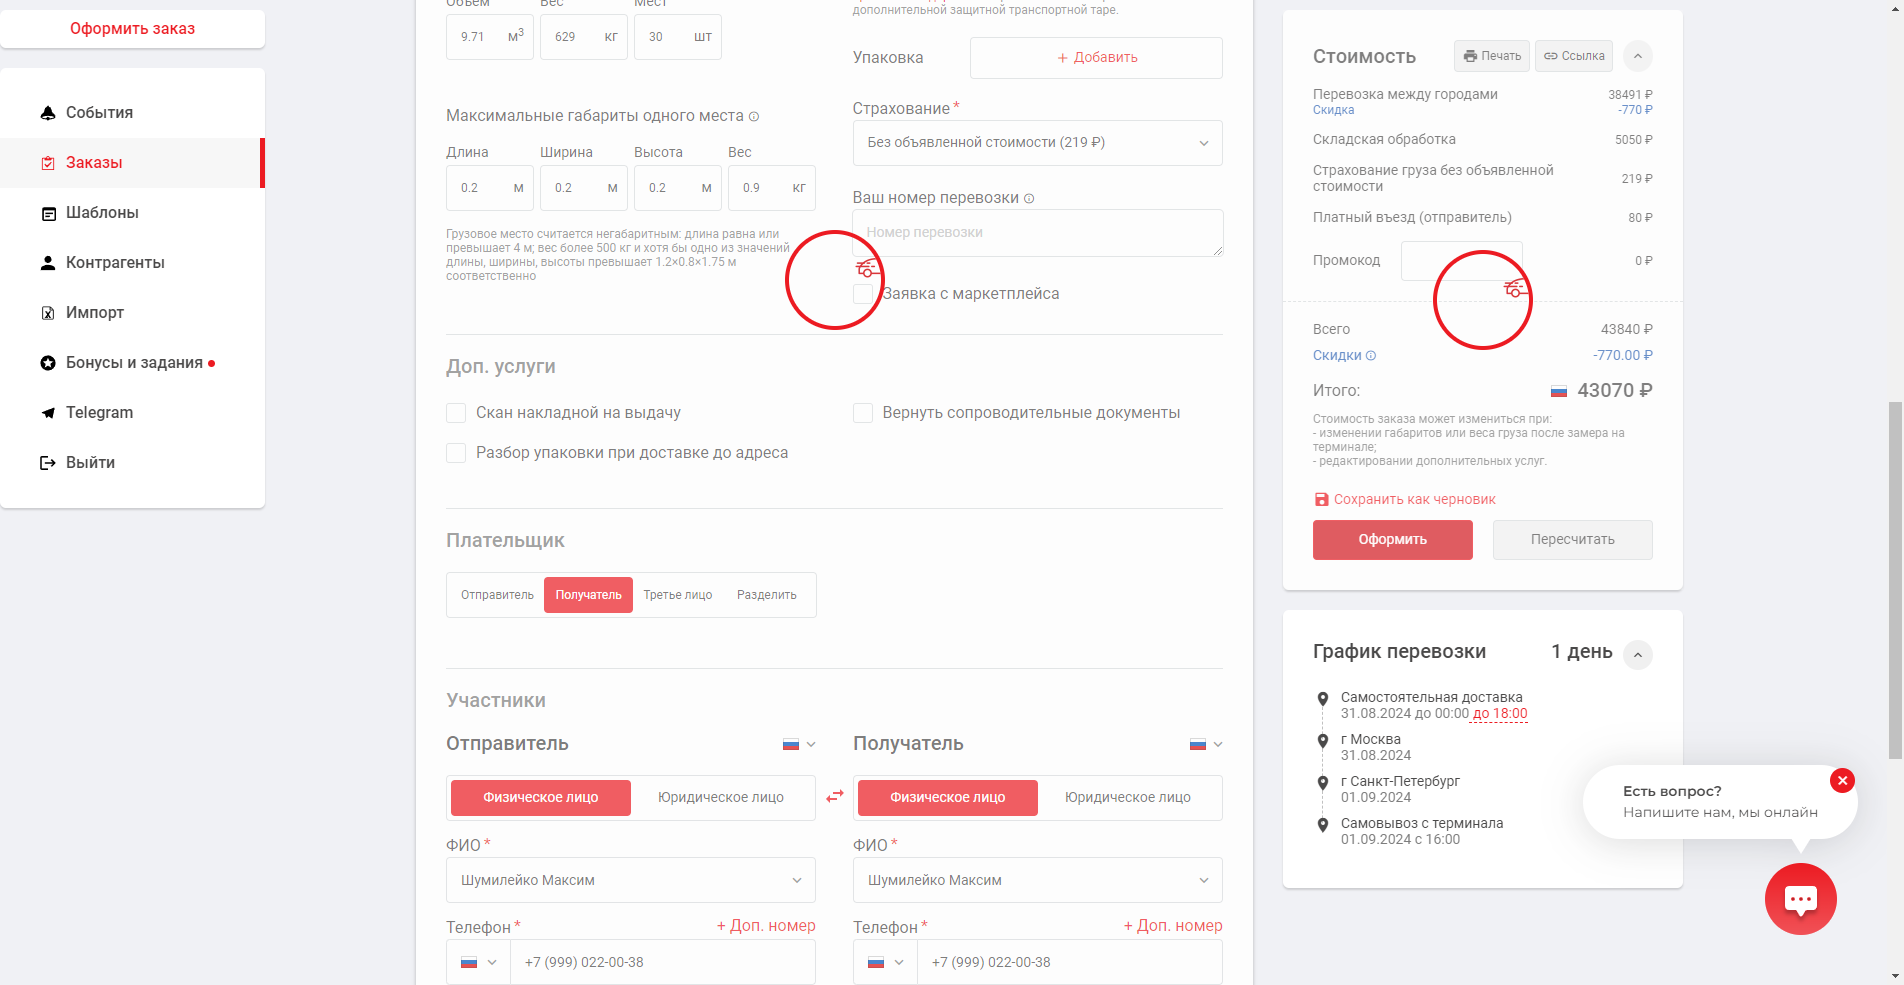 Оформить заказ
События
Заказы
Шаблоны
Контрагенты
Импорт
Бонусы и задания
Telegram
Выйти
Объем
Вес
Мест
9.71 м3
629 кг
30 шт
Максимальные габариты одного места
Длина
Ширина
Высота
Вес
0.2 м
0.2 м
0.2 м
0.9 кг
Грузовое место считается негабаритным: длина равна или
превышает 4 м; вес более 500 кг и хотя бы одно из значений
длины, ширины, высоты превышает 1.2×0.8×1.75 м
соответственно
дополнительной защитной транспортной таре.
Упаковка
+ Добавить
Страхование *
Без объявленной стоимости (219 ₽)
Ваш номер перевозки
Номер перевозки
Заявка с маркетплейса
Доп. услуги
Скан накладной на выдачу
Вернуть сопроводительные документы
Разбор упаковки при доставке до адреса
Плательщик
Отправитель
Получатель
Третье лицо
Разделить
Участники
Отправитель
Физическое лицо
Юридическое лицо
ФИО *
Шумилейко Максим
Телефон *
+ Доп. номер
+7 (999) 022-00-38
Получатель
Физическое лицо
Юридическое лицо
ФИО *
Шумилейко Максим
Телефон *
+ Доп. номер
+7 (999) 022-00-38
Стоимость
Печать
Ссылка
Перевозка между городами 38491 ₽
Скидка -770 ₽
Складская обработка 5050 ₽
Страхование груза без объявленной
стоимости 219 ₽
Платный въезд (отправитель) 80 ₽
Промокод 0 ₽
Всего 43840 ₽
Скидки -770.00 ₽
Итого: 43070 ₽
Стоимость заказа может измениться при:
- изменении габаритов или веса груза после замера на
терминале;
- редактировании дополнительных услуг.
Сохранить как черновик
Оформить
Пересчитать
График перевозки 1 день
Самостоятельная доставка
31.08.2024 до 00:00 до 18:00
г Москва
31.08.2024
г Санкт-Петербург
01.09.2024
Самовывоз с терминала
01.09.2024 с 16:00
Есть вопрос?
Напишите нам, мы онлайн